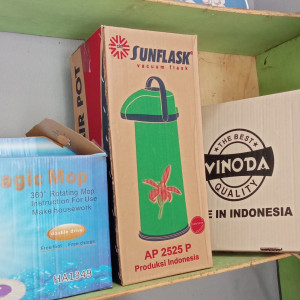 SUNFLASK
vacuum flask
AP 2525 P
Produksi Indonesia
IR POT
agic Mop
360° Rotating Mop
Instruction For Use
Make housework
HA1349
THE BEST
VINODA
QUALITY
E IN INDONESIA